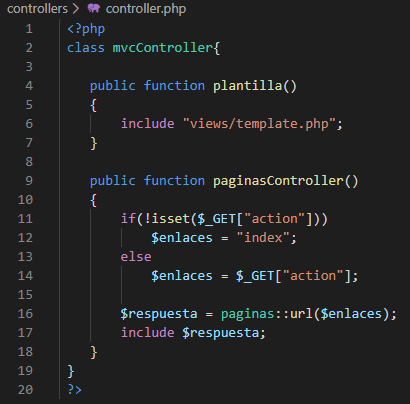 controllers > controller.php
1 <?php
2 class mvcController{
3
4 public function plantilla()
5 {
6 include "views/template.php";
7 }
8
9 public function paginasController()
10 {
11 if(!isset($_GET["action"]))
12 $enlaces = "index";
13 else
14 $enlaces = $_GET["action"];
15
16 $respuesta = paginas::url($enlaces);
17 include $respuesta;
18 }
19 }
20 ?>